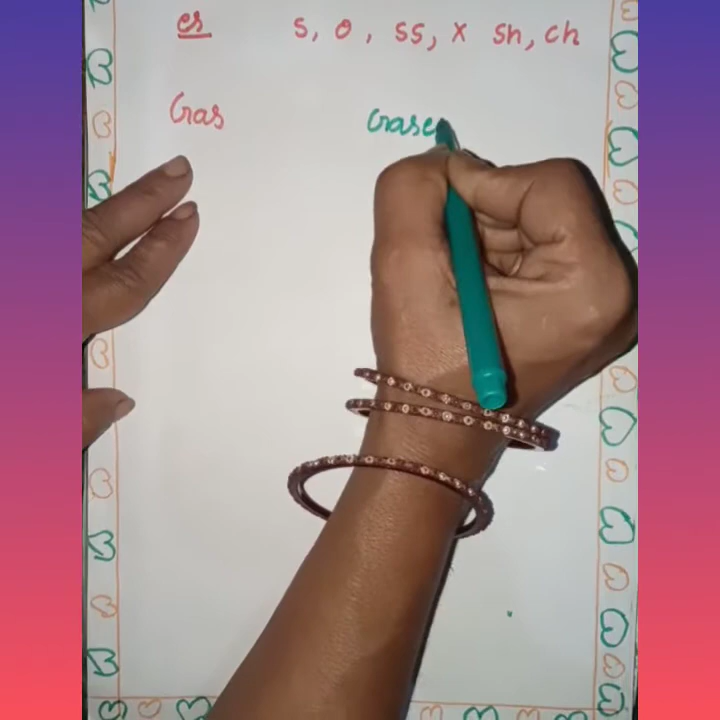 es s, o, ss, x sh, ch
Gas Gase